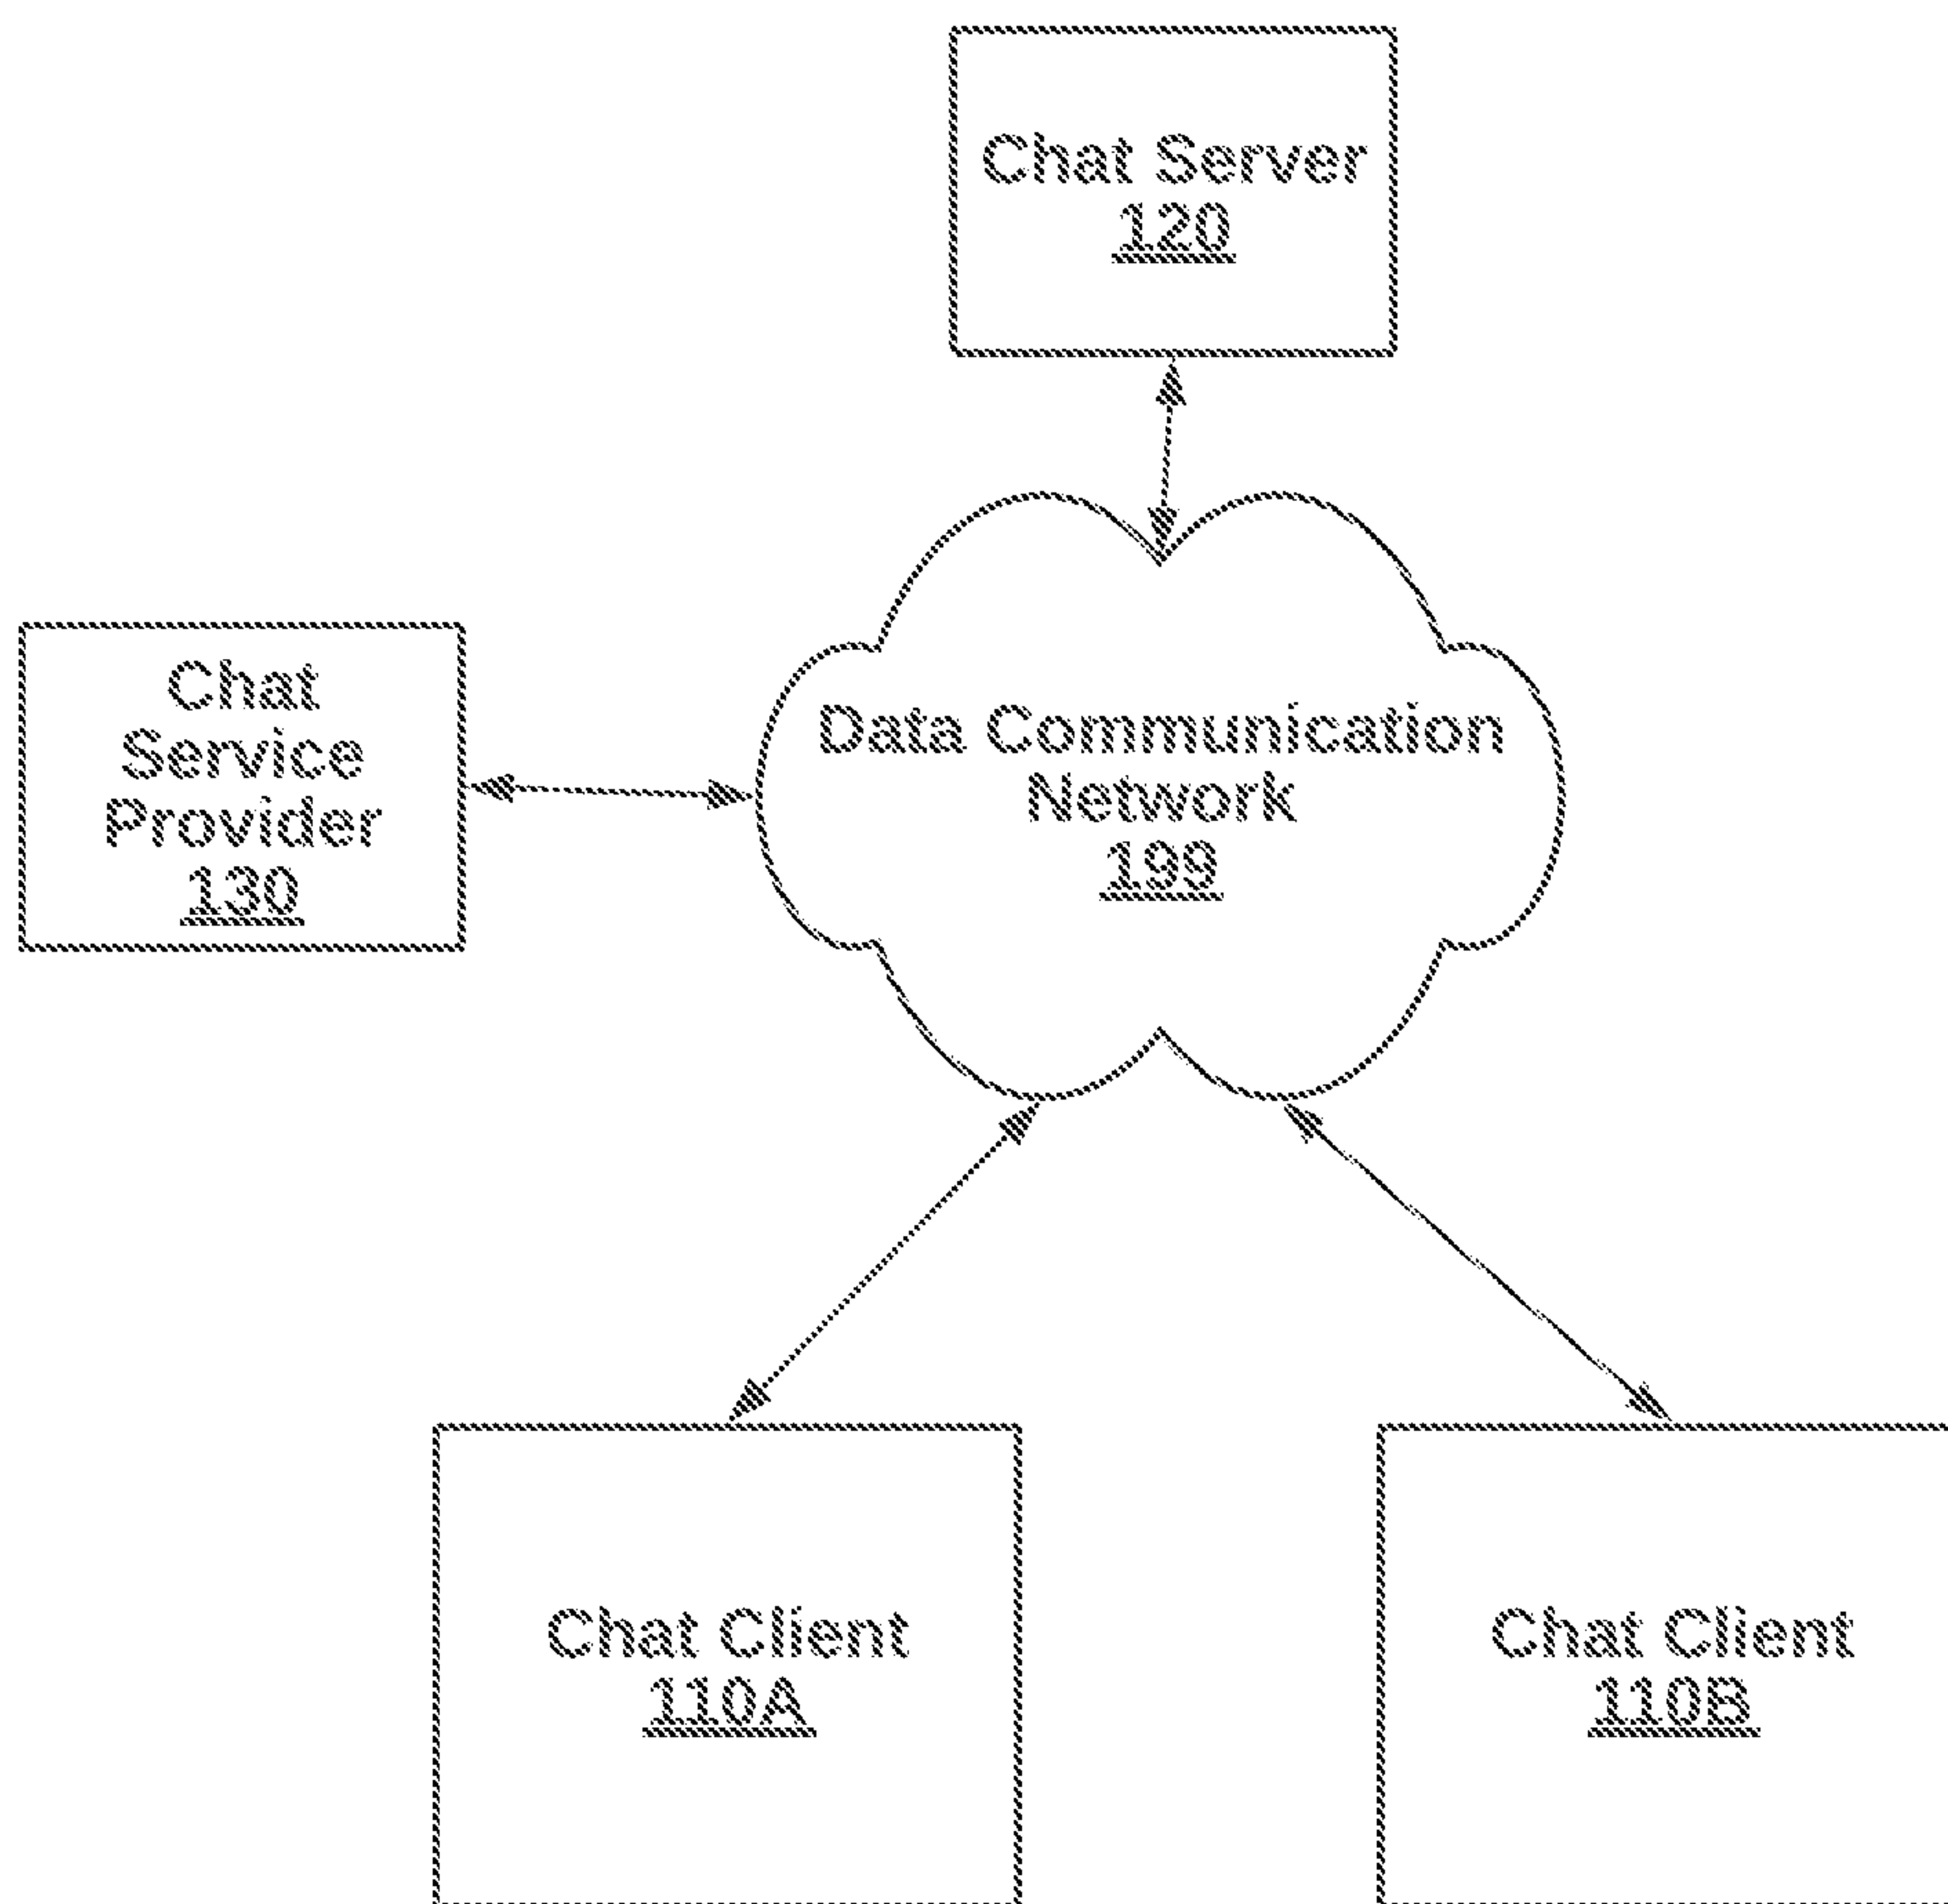 Chat Server
120
Chat
Service
Provider
130
Data Communication
Network
199
Chat Client
110A
Chat Client
110B